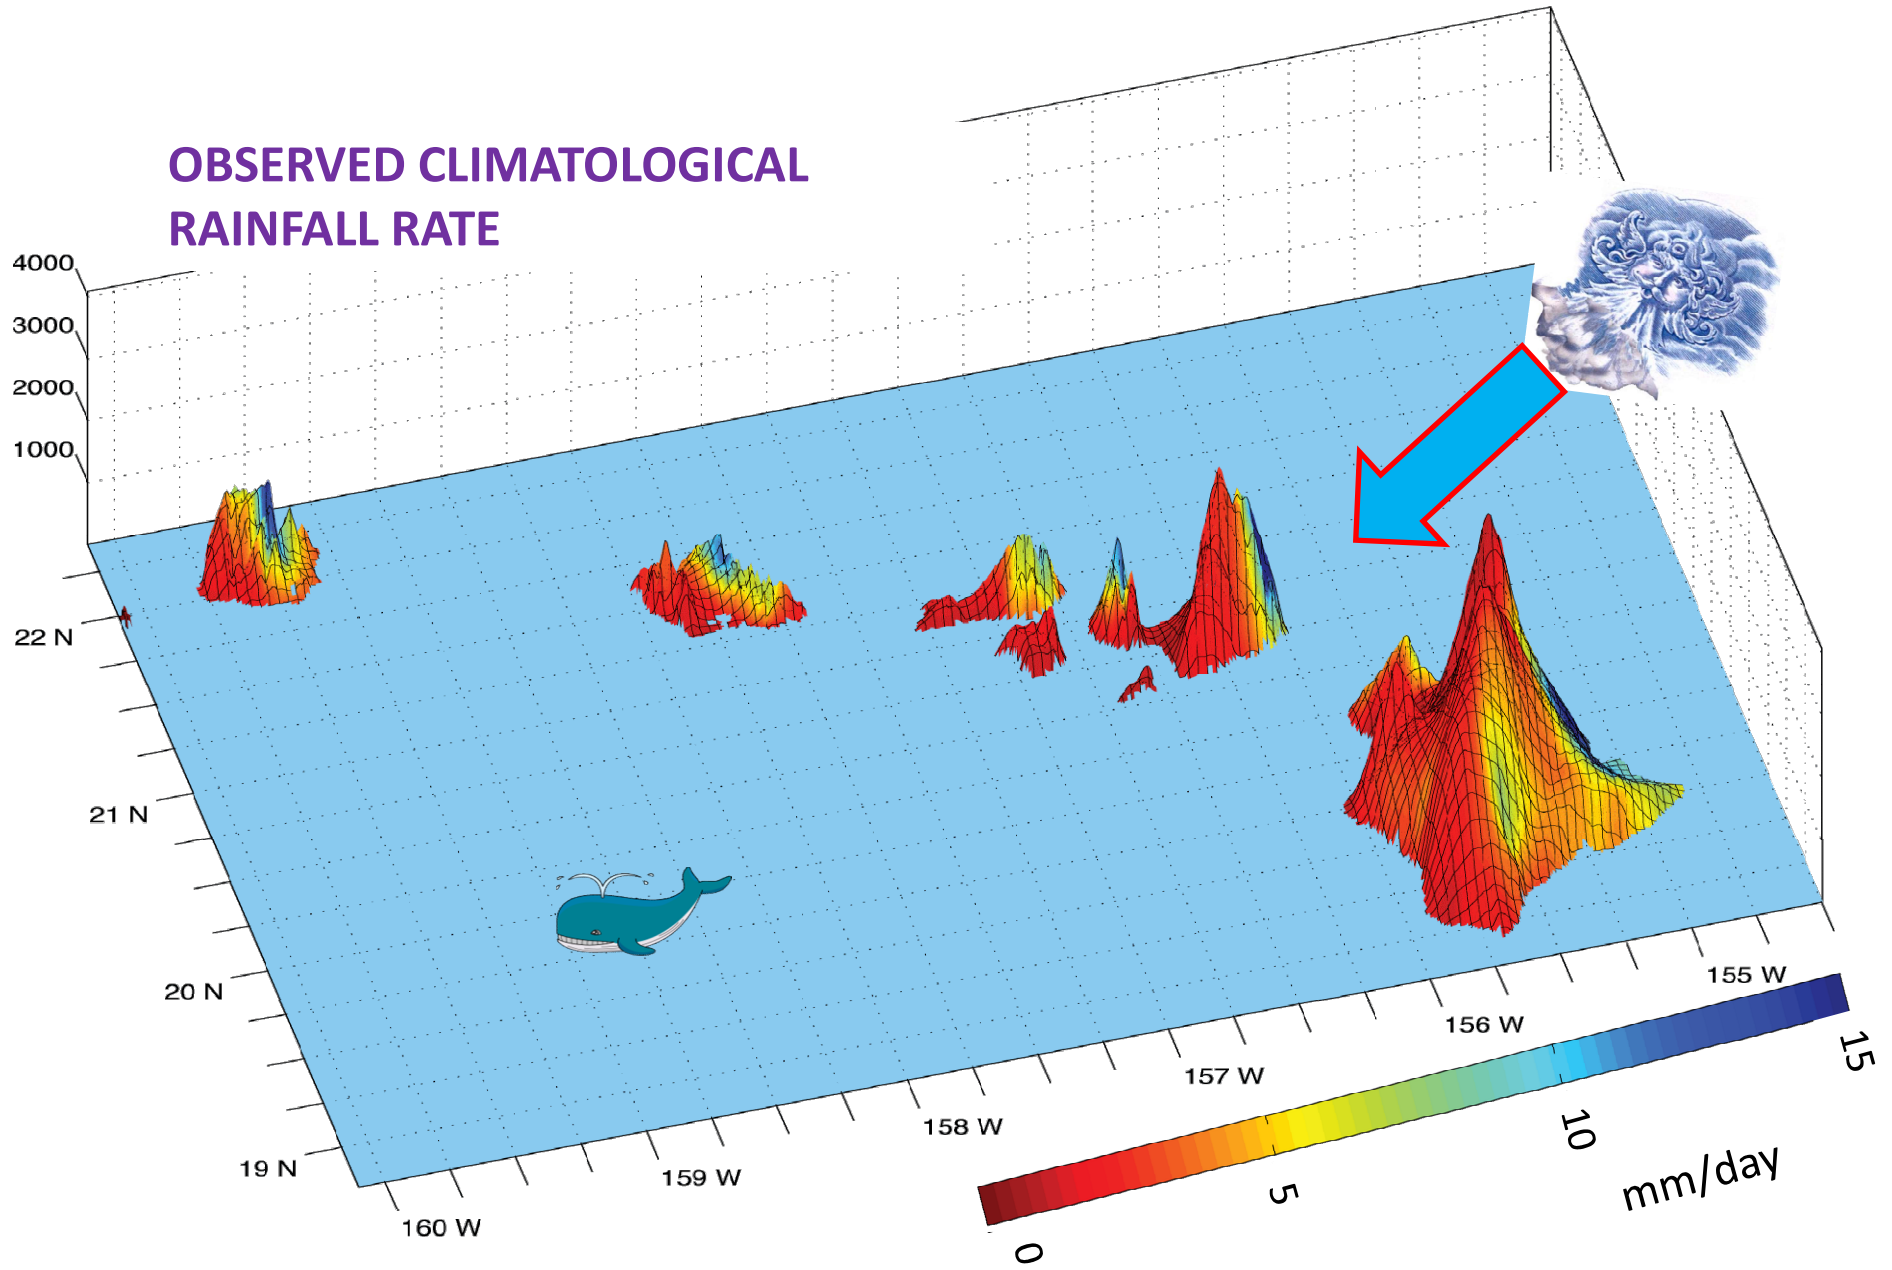 OBSERVED CLIMATOLOGICAL
RAINFALL RATE
4000
3000
2000
1000
22 N
21 N
20 N
19 N
160 W
159 W
158 W
157 W
156 W
155 W
0
5
10
15
mm/day